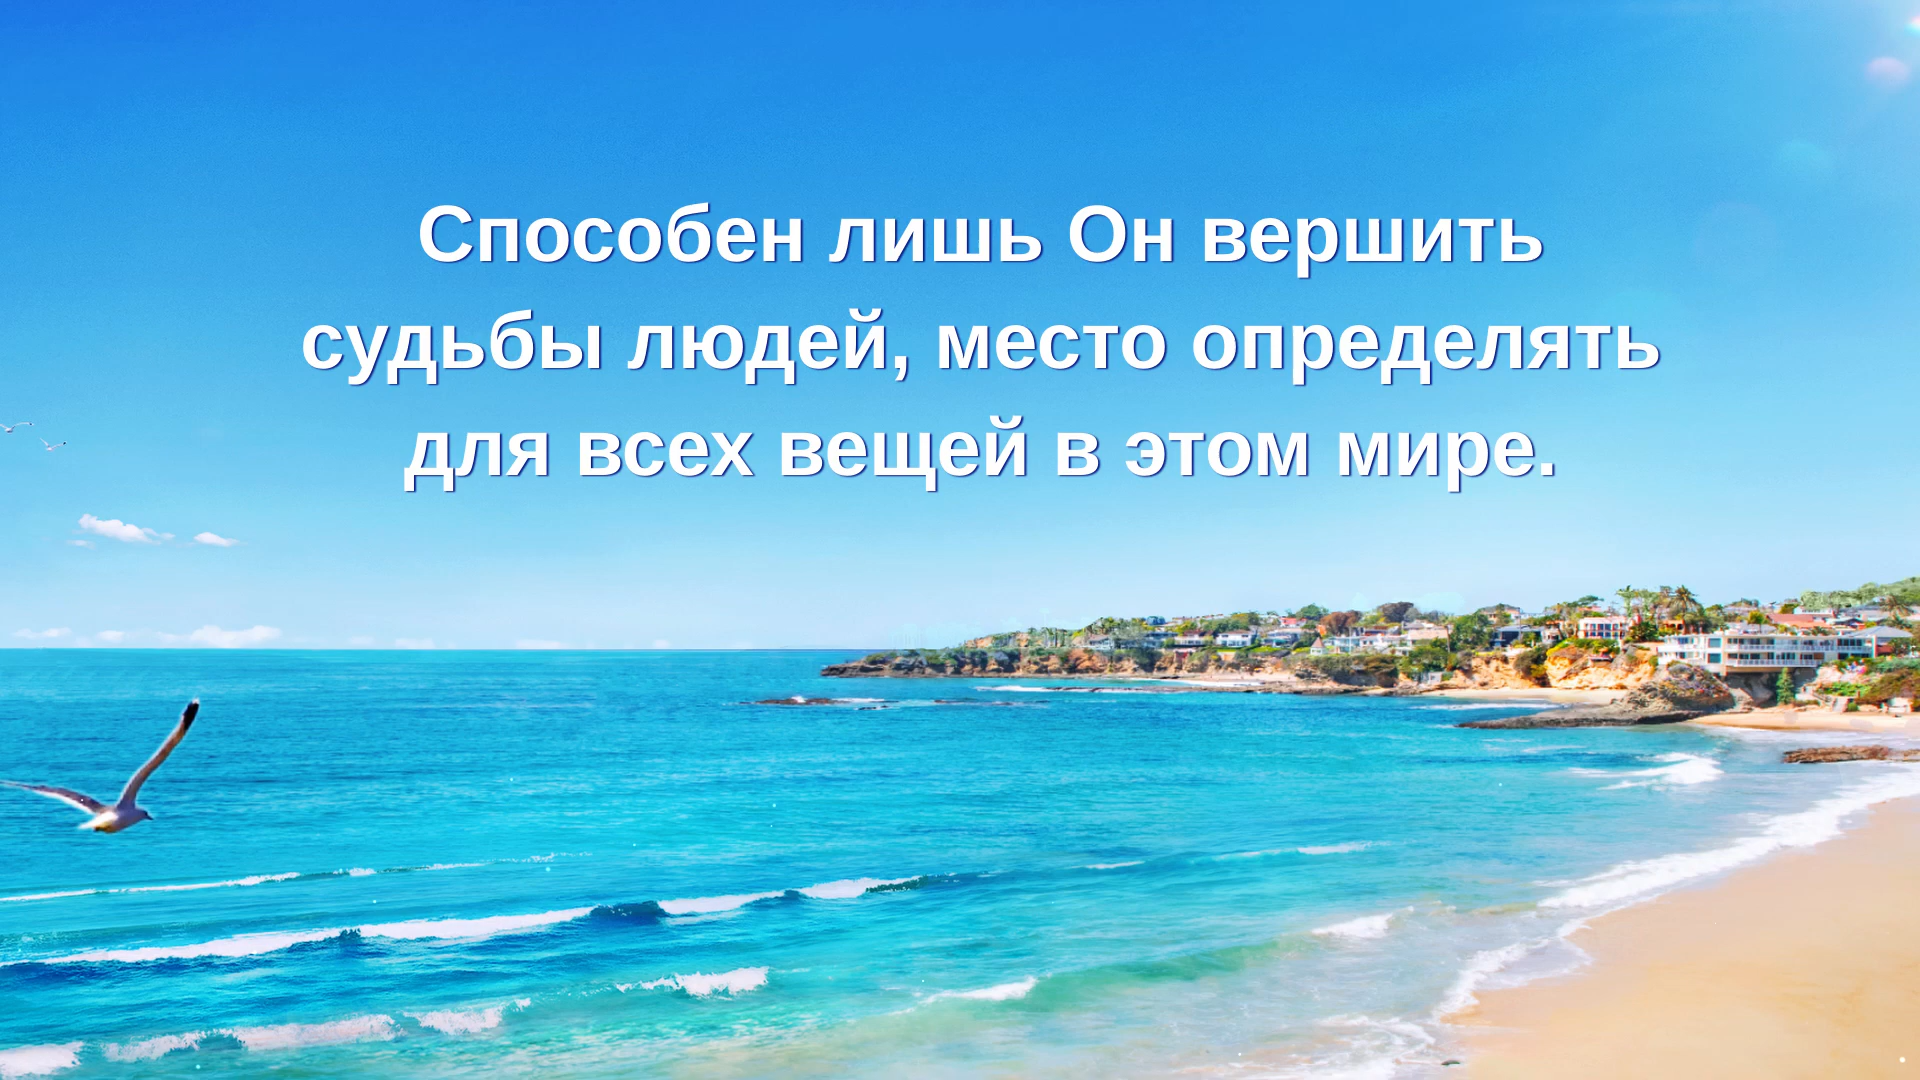 Способен лишь Он вершить
судьбы людей, место определять
для всех вещей в этом мире.